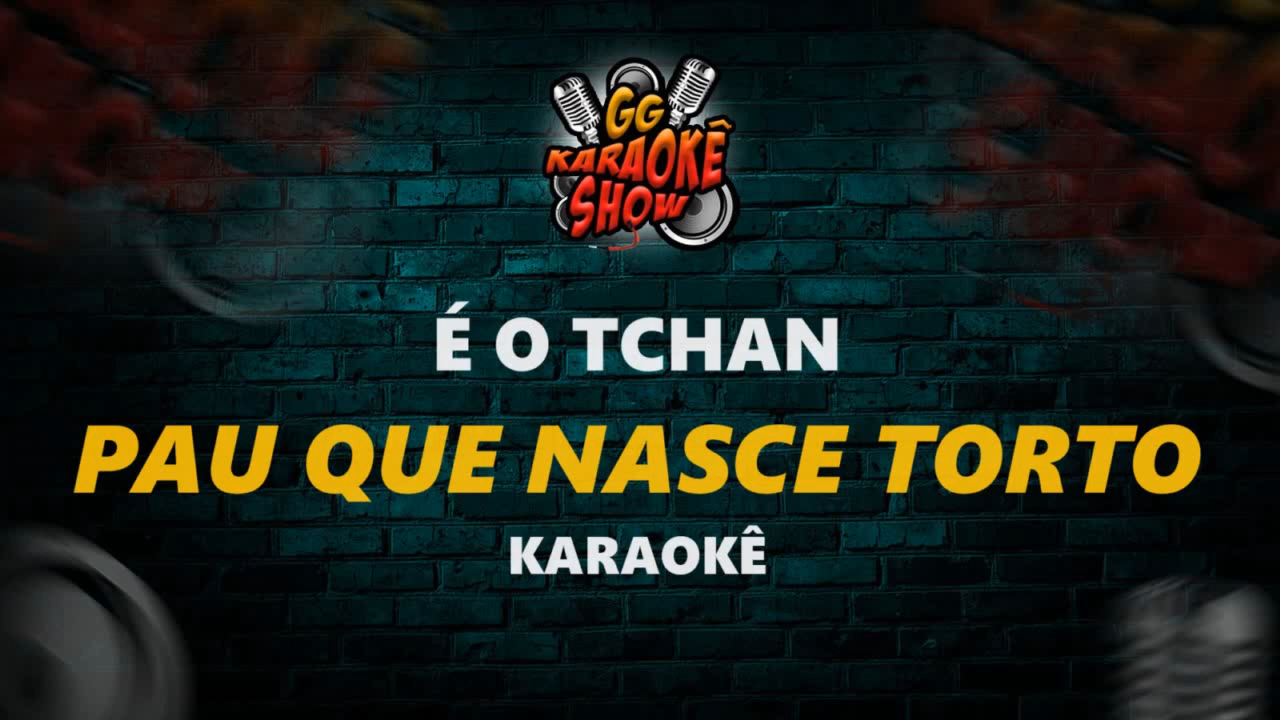 GG
KARAOKÊ
SHOW
É O TCHAN
PAU QUE NASCE TORTO
KARAOKÊ